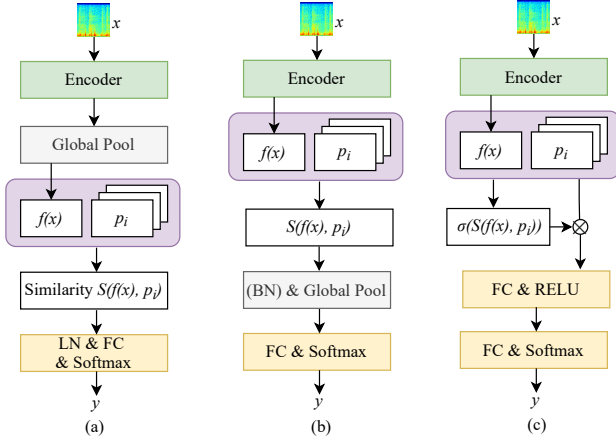 x
Encoder
Global Pool
f(x)
p_i
Similarity S(f(x), p_i)
LN & FC
& Softmax
y
(a)
x
Encoder
f(x)
p_i
S(f(x), p_i)
(BN) & Global Pool
FC & Softmax
y
(b)
x
Encoder
f(x)
p_i
σ(S(f(x), p_i))
FC & RELU
FC & Softmax
y
(c)